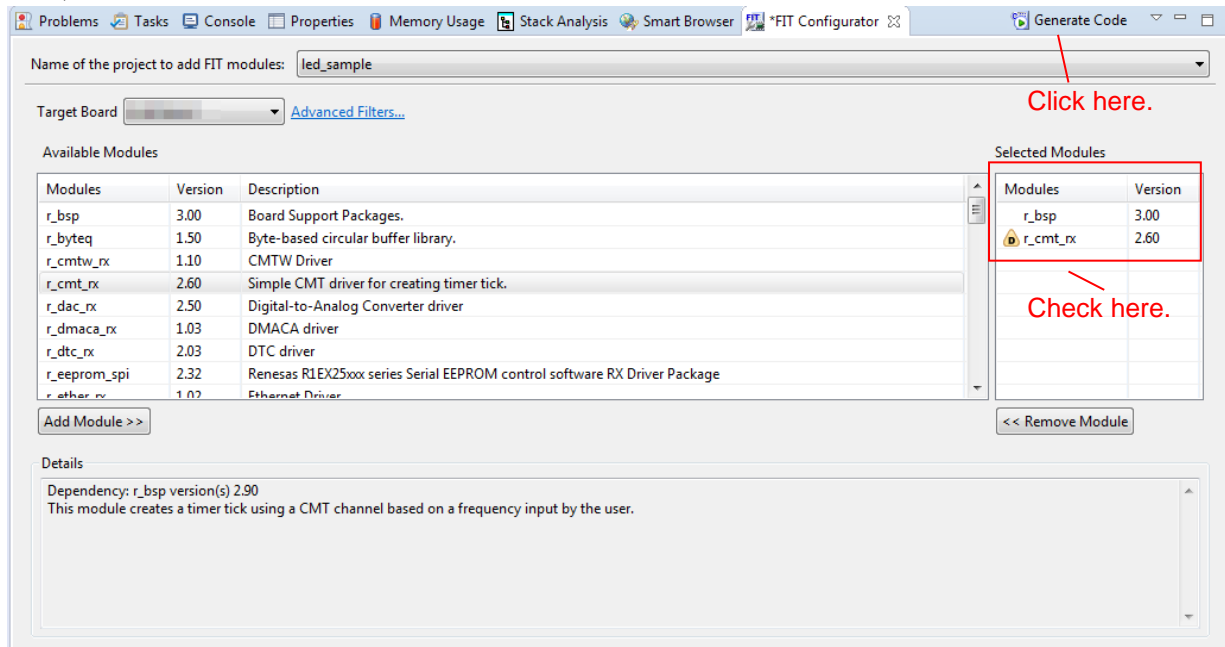 Problems Tasks Console Properties Memory Usage Stack Analysis Smart Browser *FIT Configurator Generate Code
Name of the project to add FIT modules: led_sample
Target Board Advanced Filters...
Click here.
Available Modules Selected Modules
Modules Version Description Modules Version
r_bsp 3.00 Board Support Packages. r_bsp 3.00
r_byteq 1.50 Byte-based circular buffer library. D r_cmt_rx 2.60
r_cmtw_rx 1.10 CMTW Driver
r_cmt_rx 2.60 Simple CMT driver for creating timer tick.
r_dac_rx 2.50 Digital-to-Analog Converter driver
Check here.
r_dmaca_rx 1.03 DMACA driver
r_dtc_rx 2.03 DTC driver
r_eeprom_spi 2.32 Renesas R1EX25xxx series Serial EEPROM control software RX Driver Package
r_ether_rx 1.02 Ethernet Driver
Add Module >> << Remove Module
Details
Dependency: r_bsp version(s) 2.90
This module creates a timer tick using a CMT channel based on a frequency input by the user.